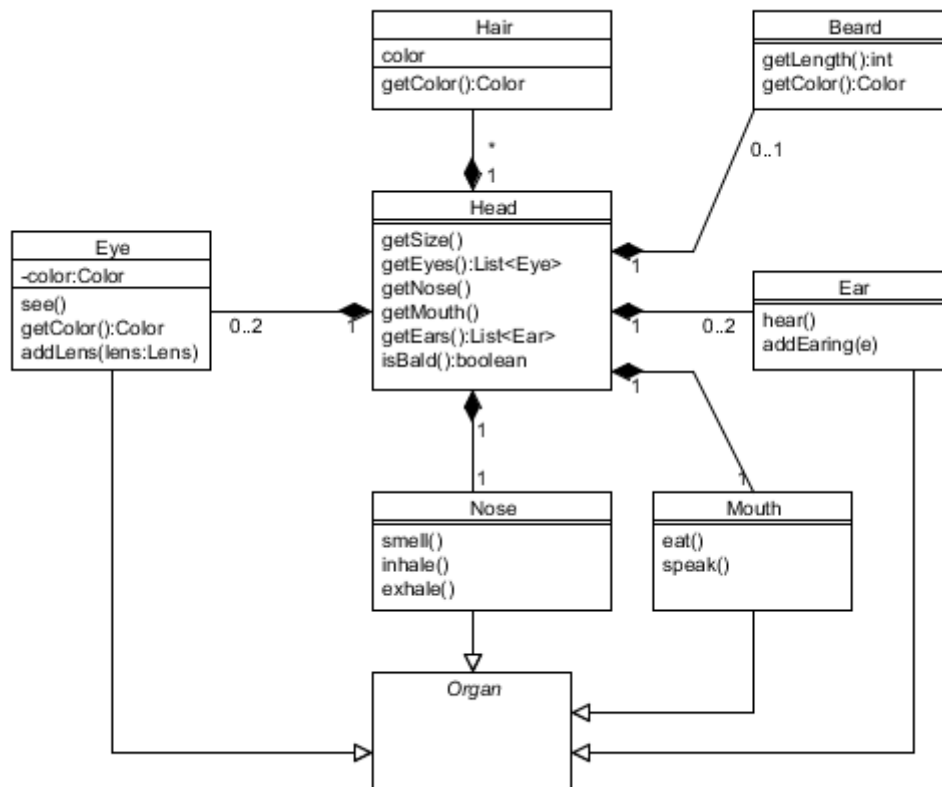 Hair
color
getColor():Color
Beard
getLength():int
getColor():Color
*
1
0..1
Head
getSize()
getEyes():List<Eye>
getNose()
getMouth()
getEars():List<Ear>
isBald():boolean
1
Eye
-color:Color
see()
getColor():Color
addLens(lens:Lens)
0..2
1
1
0..2
Ear
hear()
addEaring(e)
1
1
1
1
Nose
smell()
inhale()
exhale()
Mouth
eat()
speak()
Organ